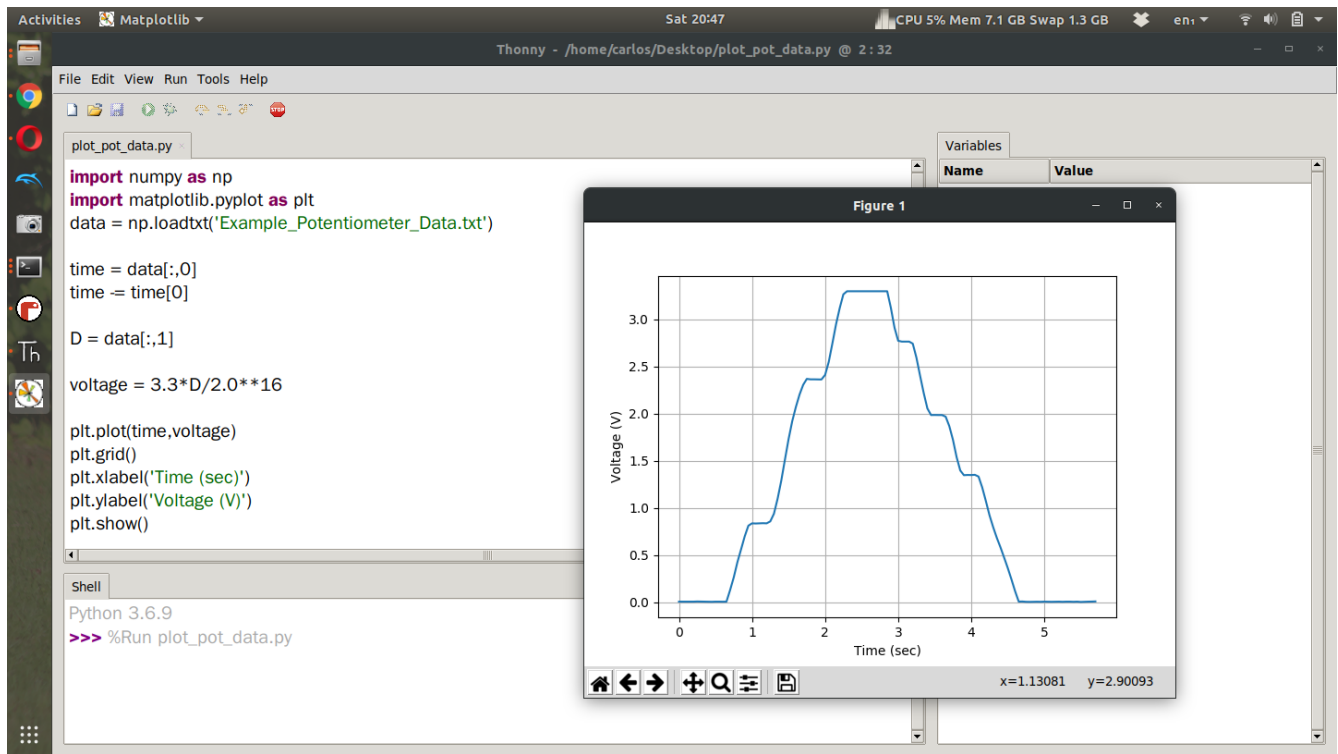 Activities Matplotlib Sat 20:47 CPU 5% Mem 7.1 GB Swap 1.3 GB en₁
Thonny - /home/carlos/Desktop/plot_pot_data.py @ 2:32
File Edit View Run Tools Help
STOP
plot_pot_data.py
import numpy as np
import matplotlib.pyplot as plt
data = np.loadtxt('Example_Potentiometer_Data.txt')
time = data[:,0]
time -= time[0]
D = data[:,1]
voltage = 3.3*D/2.0**16
plt.plot(time,voltage)
plt.grid()
plt.xlabel('Time (sec)')
plt.ylabel('Voltage (V)')
plt.show()
Shell
Python 3.6.9
>>> %Run plot_pot_data.py
Variables
Name Value
Figure 1
3.0
2.5
2.0
1.5
1.0
0.5
0.0
Voltage (V)
0 1 2 3 4 5
Time (sec)
x=1.13081 y=2.90093
Th